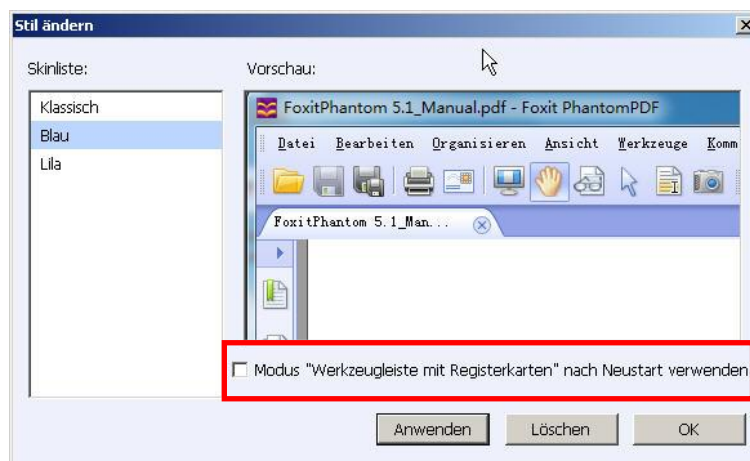 Stil ändern
Skinliste:
Vorschau:
Klassisch
Blau
Lila
FoxitPhantom 5.1_Manual.pdf - Foxit PhantomPDF
Datei Bearbeiten Organisieren Ansicht Werkzeuge Komm
FoxitPhantom 5.1_Man...
Modus "Werkzeugleiste mit Registerkarten" nach Neustart verwenden
Anwenden
Löschen
OK